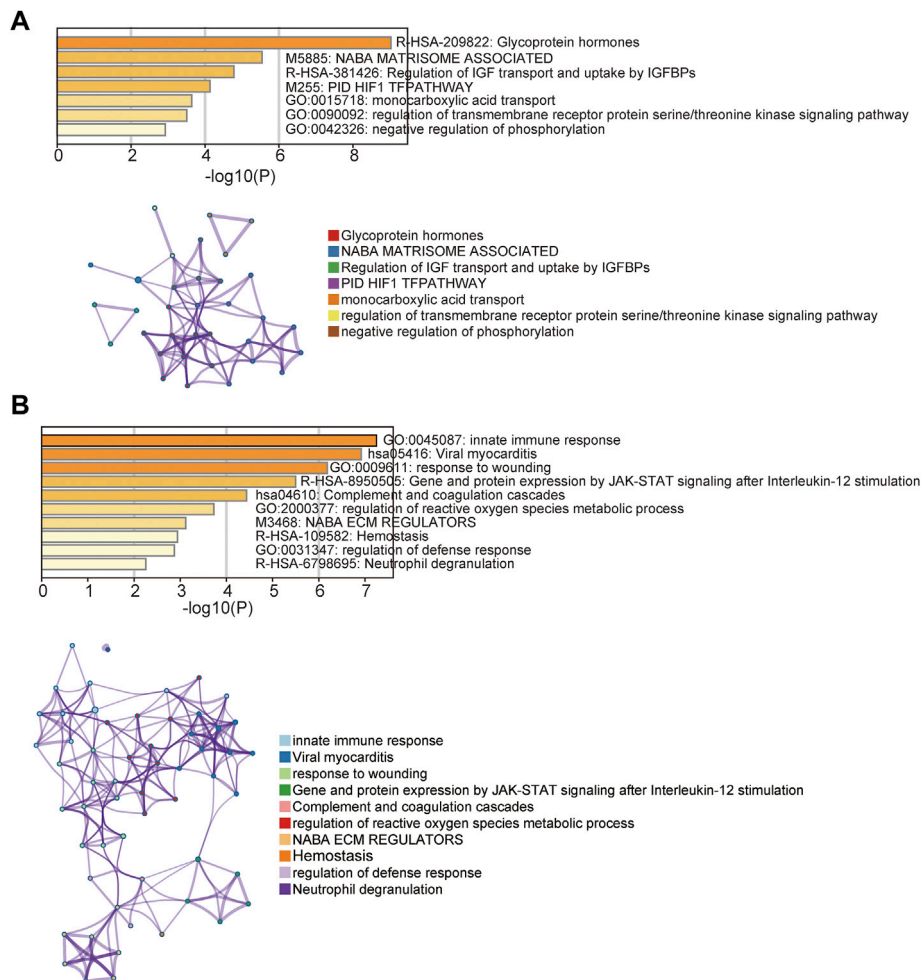 A
R-HSA-209822: Glycoprotein hormones
M5885: NABA MATRISOME ASSOCIATED
R-HSA-381426: Regulation of IGF transport and uptake by IGFBPs
M255: PID HIF1 TFPATHWAY
GO:0015718: monocarboxylic acid transport
GO:0090092: regulation of transmembrane receptor protein serine/threonine kinase signaling pathway
GO:0042326: negative regulation of phosphorylation
0 2 4 6 8
-log10(P)
Glycoprotein hormones
NABA MATRISOME ASSOCIATED
Regulation of IGF transport and uptake by IGFBPs
PID HIF1 TFPATHWAY
monocarboxylic acid transport
regulation of transmembrane receptor protein serine/threonine kinase signaling pathway
negative regulation of phosphorylation
B
GO:0045087: innate immune response
hsa05416: Viral myocarditis
GO:0009611: response to wounding
R-HSA-8950505: Gene and protein expression by JAK-STAT signaling after Interleukin-12 stimulation
hsa04610: Complement and coagulation cascades
GO:2000377: regulation of reactive oxygen species metabolic process
M3468: NABA ECM REGULATORS
R-HSA-109582: Hemostasis
GO:0031347: regulation of defense response
R-HSA-6798695: Neutrophil degranulation
0 1 2 3 4 5 6 7
-log10(P)
innate immune response
Viral myocarditis
response to wounding
Gene and protein expression by JAK-STAT signaling after Interleukin-12 stimulation
Complement and coagulation cascades
regulation of reactive oxygen species metabolic process
NABA ECM REGULATORS
Hemostasis
regulation of defense response
Neutrophil degranulation